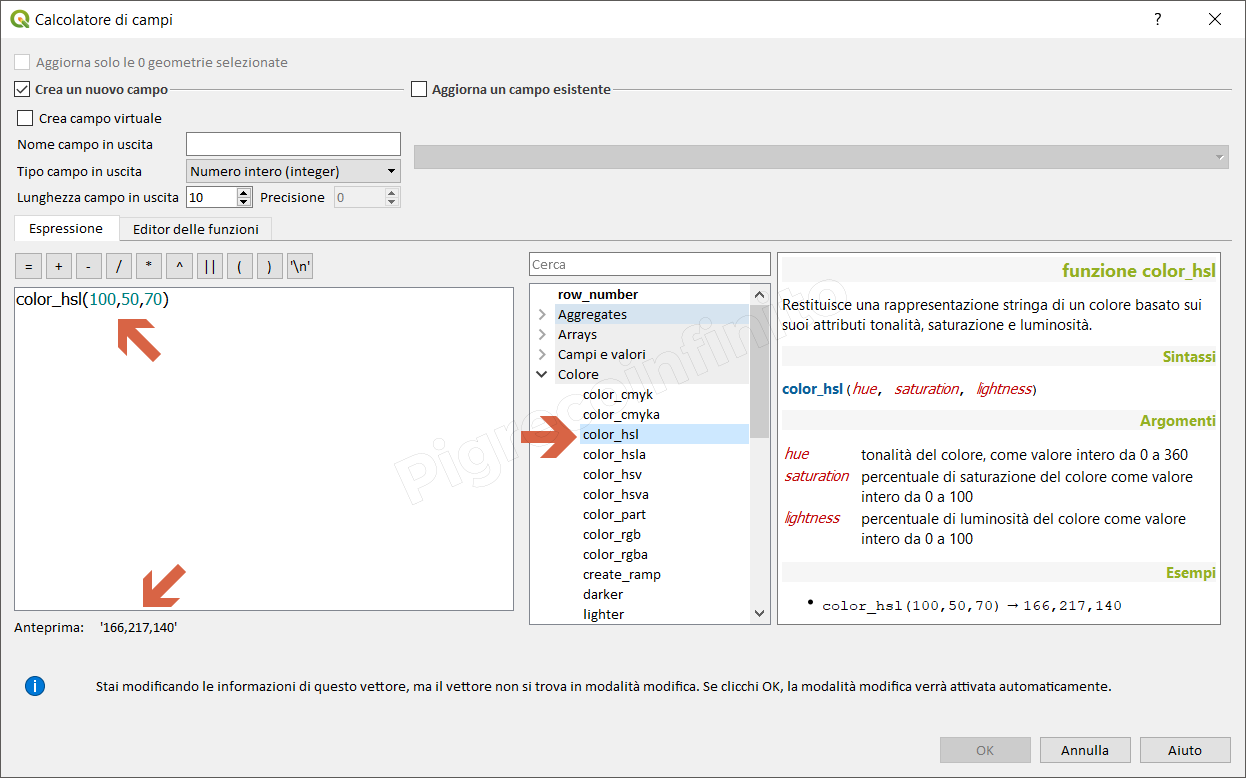 Calcolatore di campi
?
Aggiorna solo le 0 geometrie selezionate
Crea un nuovo campo
Aggiorna un campo esistente
Crea campo virtuale
Nome campo in uscita
Tipo campo in uscita Numero intero (integer)
Lunghezza campo in uscita 10 Precisione 0
Espressione Editor delle funzioni
= + - / * ^ || ( ) '\n'
color_hsl(100,50,70)
Anteprima: '166,217,140'
Cerca
row_number
Aggregates
Arrays
Campi e valori
Colore
color_cmyk
color_cmyka
color_hsl
color_hsla
color_hsv
color_hsva
color_part
color_rgb
color_rgba
create_ramp
darker
lighter
funzione color_hsl
Restituisce una rappresentazione stringa di un colore basato sui
suoi attributi tonalità, saturazione e luminosità.
Sintassi
color_hsl(hue, saturation, lightness)
Argomenti
hue tonalità del colore, come valore intero da 0 a 360
saturation percentuale di saturazione del colore come valore
intero da 0 a 100
lightness percentuale di luminosità del colore come valore
intero da 0 a 100
Esempi
• color_hsl(100,50,70) → 166,217,140
Pigrecoinfinito
i
Stai modificando le informazioni di questo vettore, ma il vettore non si trova in modalità modifica. Se clicchi OK, la modalità modifica verrà attivata automaticamente.
OK Annulla Aiuto